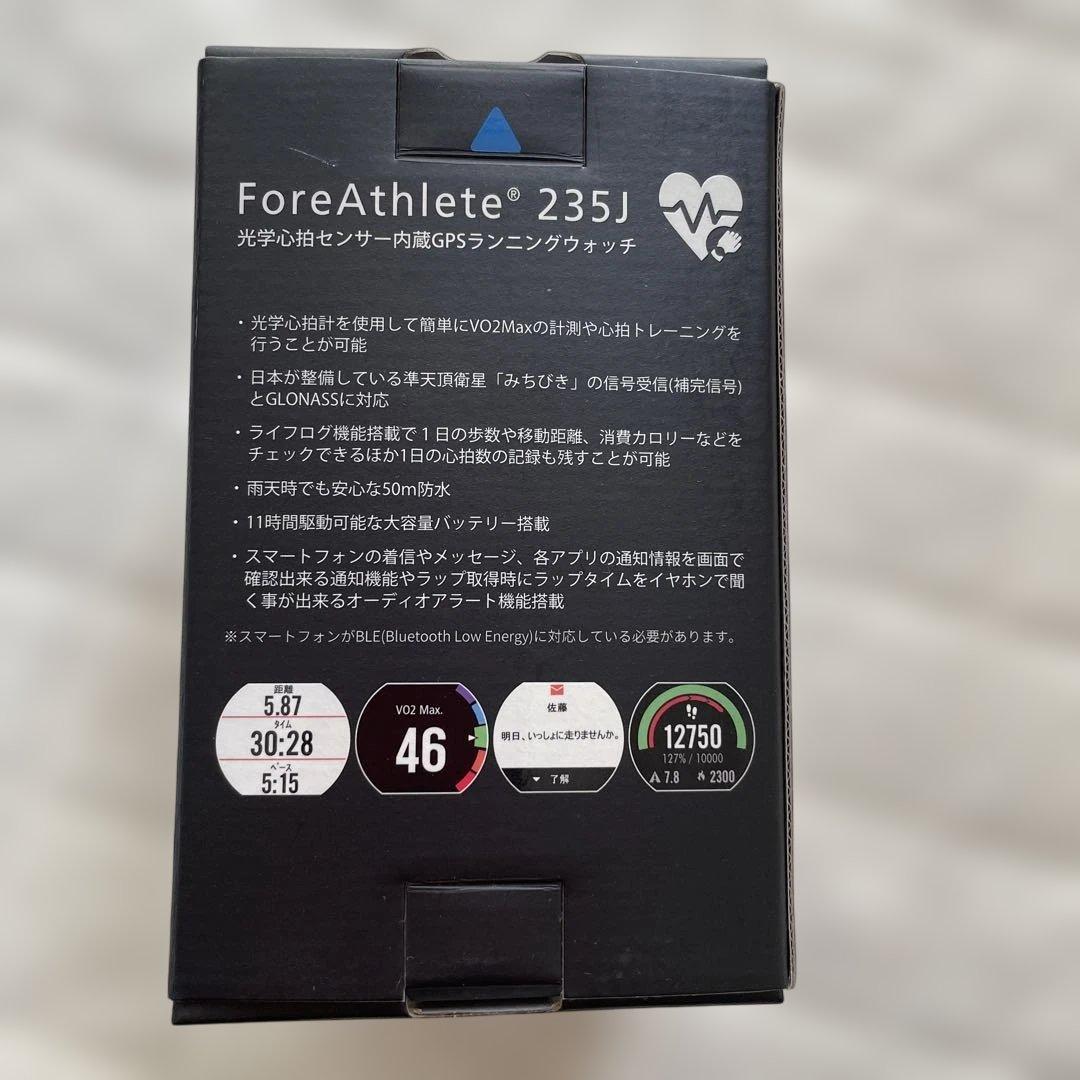 ForeAthlete® 235J
光学心拍センサー内蔵GPSランニングウォッチ
・光学心拍計を使用して簡単にVO2Maxの計測や心拍トレーニングを
行うことが可能
・日本が整備している準天頂衛星「みちびき」の信号受信(補完信号)
とGLONASSに対応
・ライフログ機能搭載で１日の歩数や移動距離、消費カロリーなどを
チェックできるほか1日の心拍数の記録も残すことが可能
・雨天時でも安心な50m防水
・11時間駆動可能な大容量バッテリー搭載
・スマートフォンの着信やメッセージ、各アプリの通知情報を画面で
確認出来る通知機能やラップ取得時にラップタイムをイヤホンで聞
く事が出来るオーディオアラート機能搭載
※スマートフォンがBLE(Bluetooth Low Energy)に対応している必要があります。
距離
5.87
タイム
30:28
ペース
5:15
VO2 Max.
46
佐藤
明日、いっしょに走りませんか。
了解
12750
127% / 10000
7.8 2300